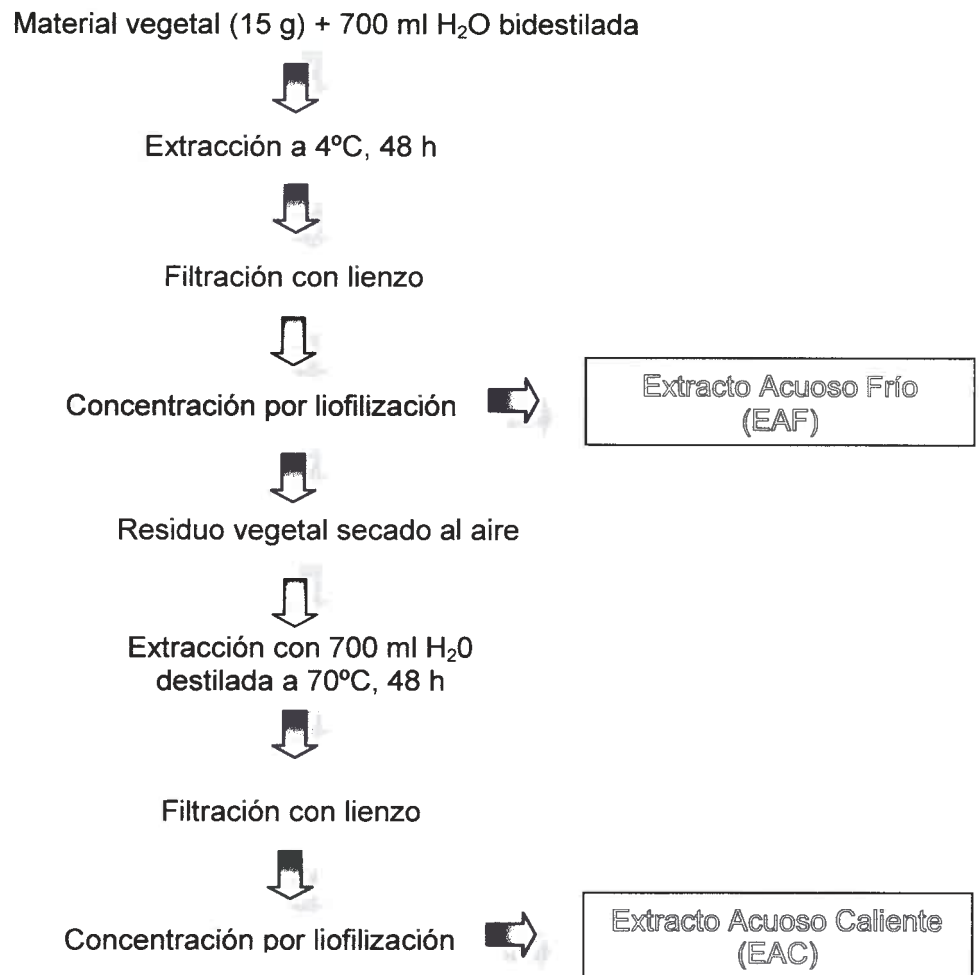 Material vegetal (15 g) + 700 ml H₂O bidestilada
Extracción a 4ºC, 48 h
Filtración con lienzo
Concentración por liofilización
Extracto Acuoso Frío
(EAF)
Residuo vegetal secado al aire
Extracción con 700 ml H₂0
destilada a 70ºC, 48 h
Filtración con lienzo
Concentración por liofilización
Extracto Acuoso Caliente
(EAC)